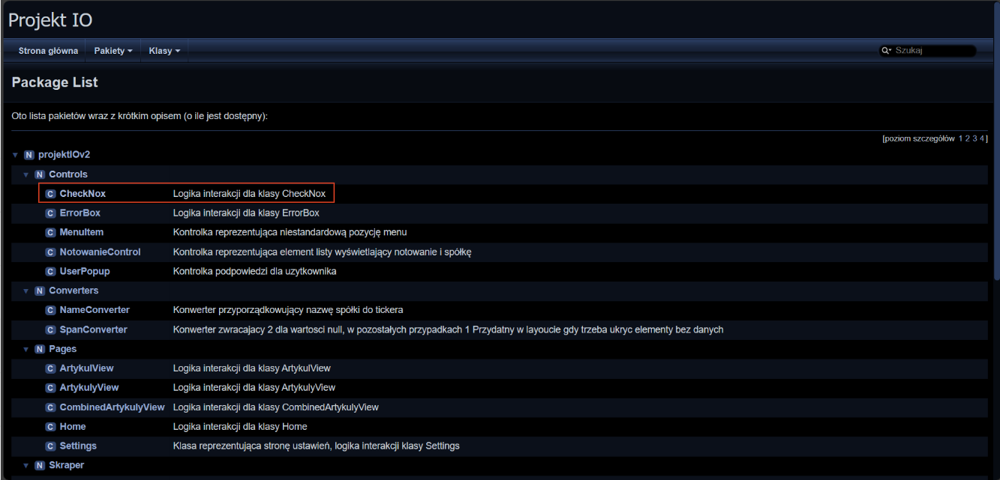 Projekt IO
Strona główna Pakiety Klasy Szukaj
Package List
Oto lista pakietów wraz z krótkim opisem (o ile jest dostępny):
[poziom szczegółów 1 2 3 4]
N projektIOv2
N Controls
C CheckNox Logika interakcji dla klasy CheckNox
C ErrorBox Logika interakcji dla klasy ErrorBox
C MenuItem Kontrolka reprezentująca niestandardową pozycję menu
C NotowanieControl Kontrolka reprezentująca element listy wyświetlający notowanie i spółkę
C UserPopup Kontrolka podpowiedzi dla uzytkownika
N Converters
C NameConverter Konwerter przyporządkowujący nazwę spółki do tickera
C SpanConverter Konwerter zwracajacy 2 dla wartosci null, w pozostałych przypadkach 1 Przydatny w layoucie gdy trzeba ukryc elementy bez danych
N Pages
C ArtykulView Logika interakcji dla klasy ArtykulView
C ArtykulyView Logika interakcji dla klasy ArtykulyView
C CombinedArtykulyView Logika interakcji dla klasy CombinedArtykulyView
C Home Logika interakcji dla klasy Home
C Settings Klasa reprezentująca stronę ustawień, logika interakcji klasy Settings
N Skraper